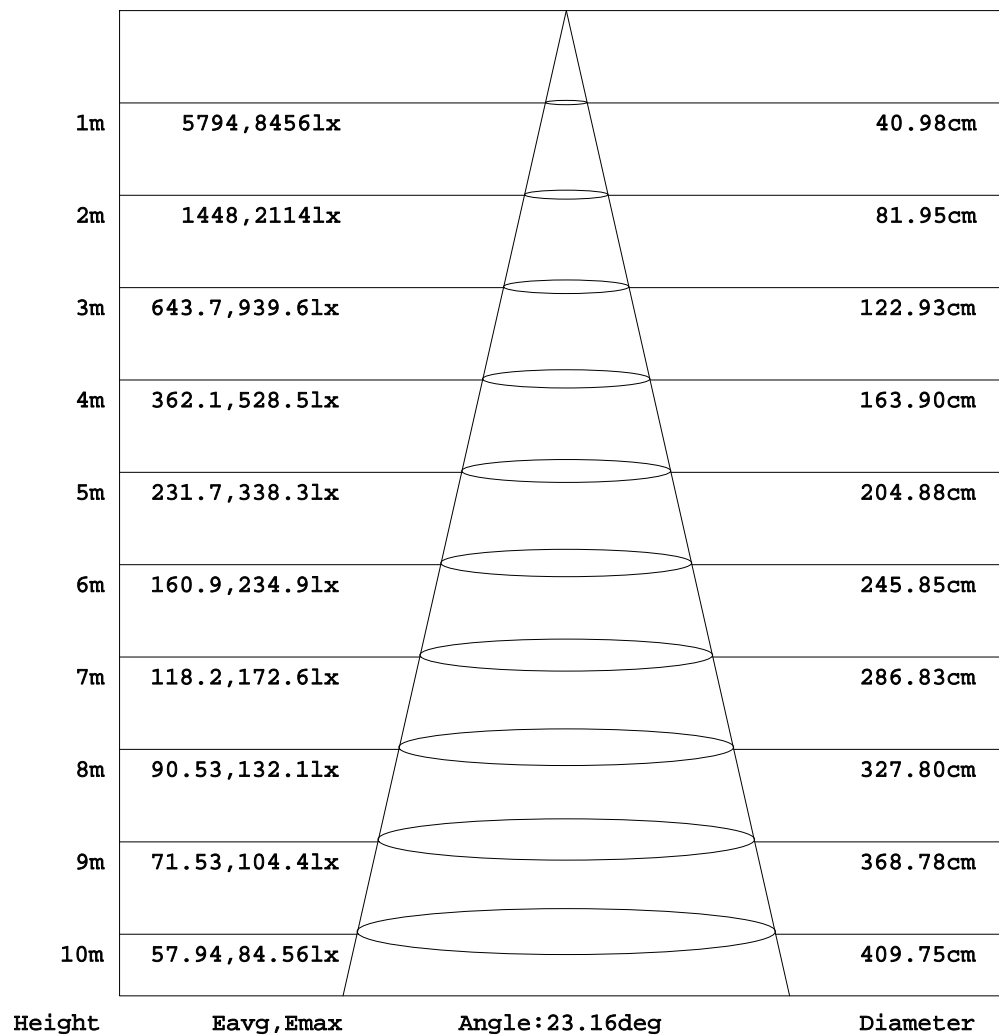 1m 5794,8456lx 40.98cm
2m 1448,2114lx 81.95cm
3m 643.7,939.6lx 122.93cm
4m 362.1,528.5lx 163.90cm
5m 231.7,338.3lx 204.88cm
6m 160.9,234.9lx 245.85cm
7m 118.2,172.6lx 286.83cm
8m 90.53,132.1lx 327.80cm
9m 71.53,104.4lx 368.78cm
10m 57.94,84.56lx 409.75cm
Height Eavg,Emax Angle:23.16deg Diameter